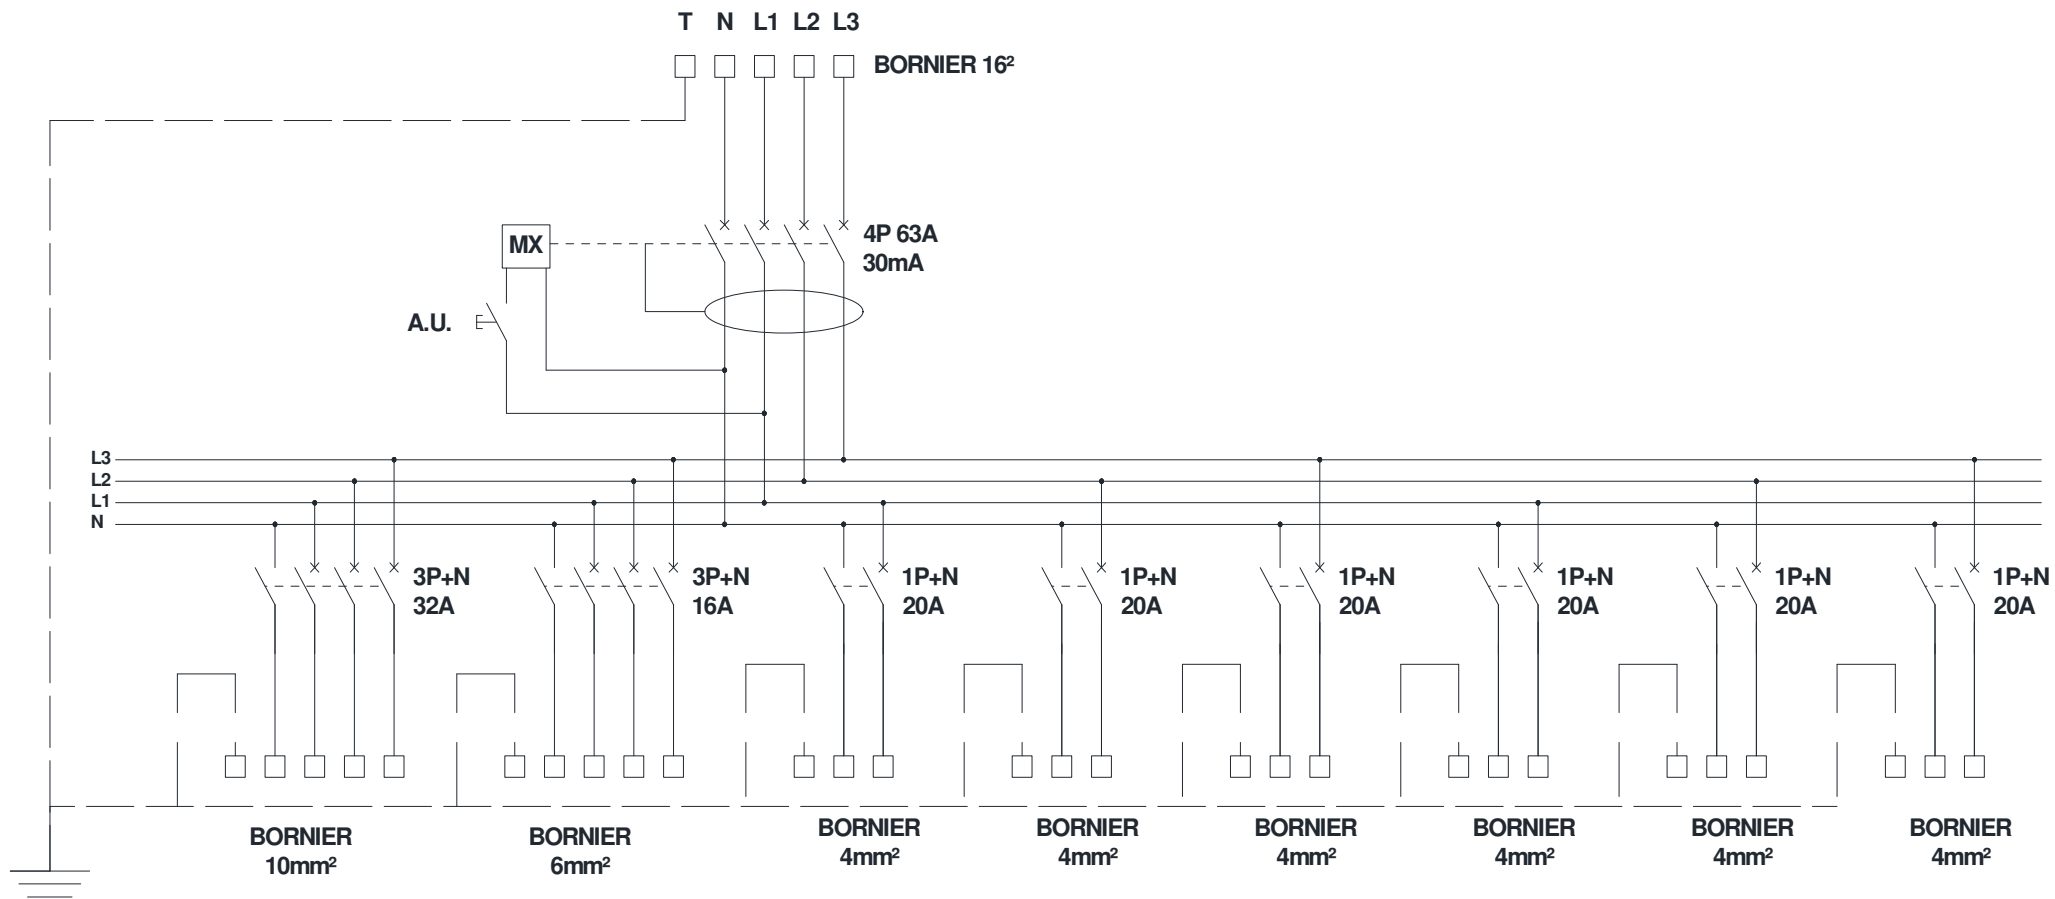 T N L1 L2 L3
BORNIER 16²
MX
4P 63A
30mA
A.U.
L3
L2
L1
N
3P+N
32A
3P+N
16A
1P+N
20A
1P+N
20A
1P+N
20A
1P+N
20A
1P+N
20A
1P+N
20A
BORNIER
10mm²
BORNIER
6mm²
BORNIER
4mm²
BORNIER
4mm²
BORNIER
4mm²
BORNIER
4mm²
BORNIER
4mm²
BORNIER
4mm²